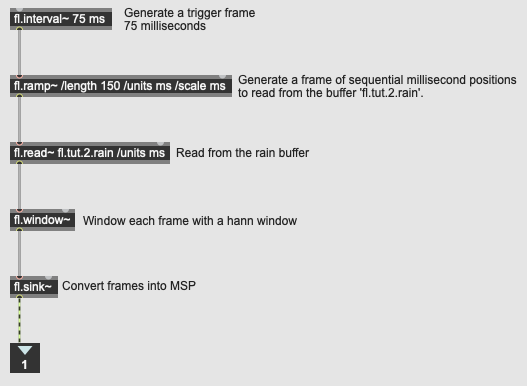 fl.interval~ 75 ms
Generate a trigger frame
75 milliseconds
fl.ramp~ /length 150 /units ms /scale ms
Generate a frame of sequential millisecond positions
to read from the buffer 'fl.tut.2.rain'.
fl.read~ fl.tut.2.rain /units ms
Read from the rain buffer
fl.window~
Window each frame with a hann window
fl.sink~
Convert frames into MSP
1